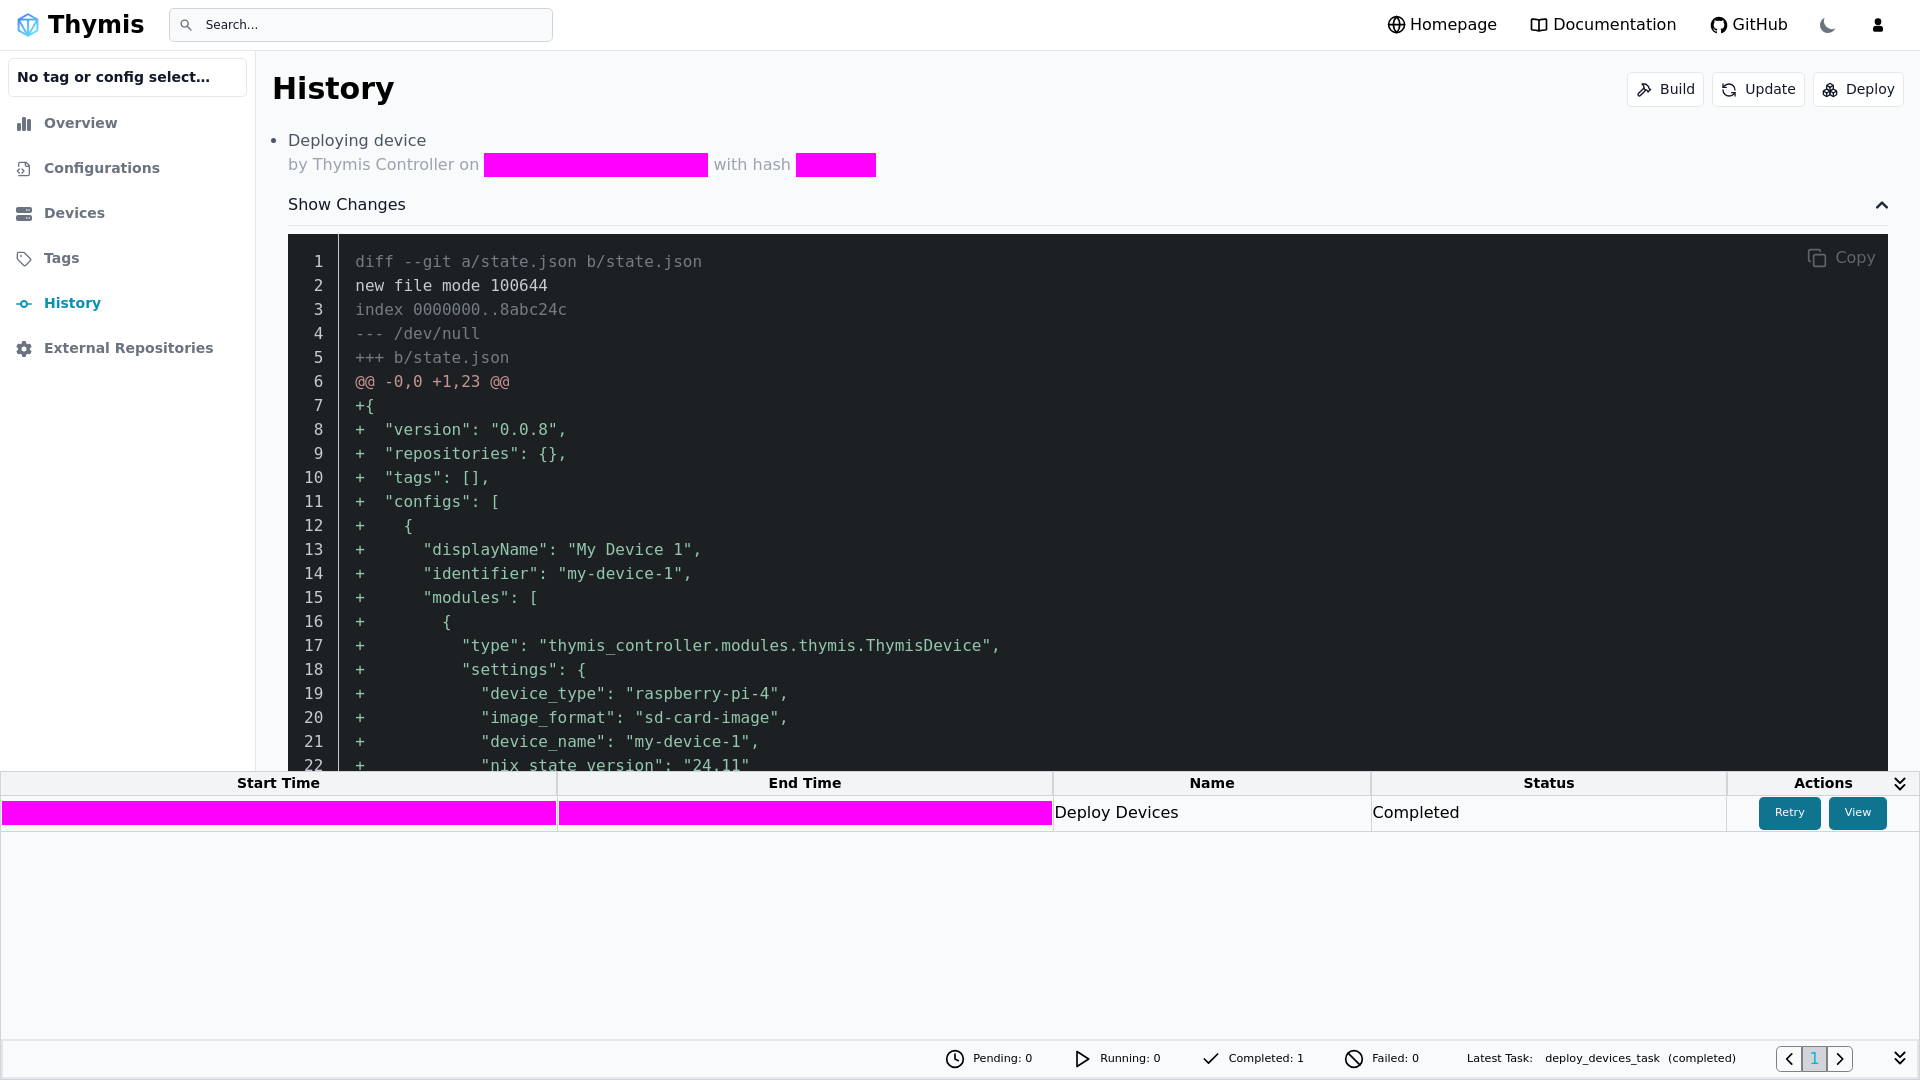 Thymis
Search...
Homepage
Documentation
GitHub
No tag or config select...
Overview
Configurations
Devices
Tags
History
External Repositories
History
Build
Update
Deploy
Deploying device
by Thymis Controller on
with hash
Show Changes
Copy
1 diff --git a/state.json b/state.json
2 new file mode 100644
3 index 0000000..8abc24c
4 --- /dev/null
5 +++ b/state.json
6 @@ -0,0 +1,23 @@
7 +{
8 +  "version": "0.0.8",
9 +  "repositories": {},
10 +  "tags": [],
11 +  "configs": [
12 +    {
13 +      "displayName": "My Device 1",
14 +      "identifier": "my-device-1",
15 +      "modules": [
16 +        {
17 +          "type": "thymis_controller.modules.thymis.ThymisDevice",
18 +          "settings": {
19 +            "device_type": "raspberry-pi-4",
20 +            "image_format": "sd-card-image",
21 +            "device_name": "my-device-1",
22 +            "nix_state_version": "24.11"
Start Time End Time Name Status Actions
Deploy Devices Completed Retry View
Pending: 0 Running: 0 Completed: 1 Failed: 0 Latest Task: deploy_devices_task (completed) 1